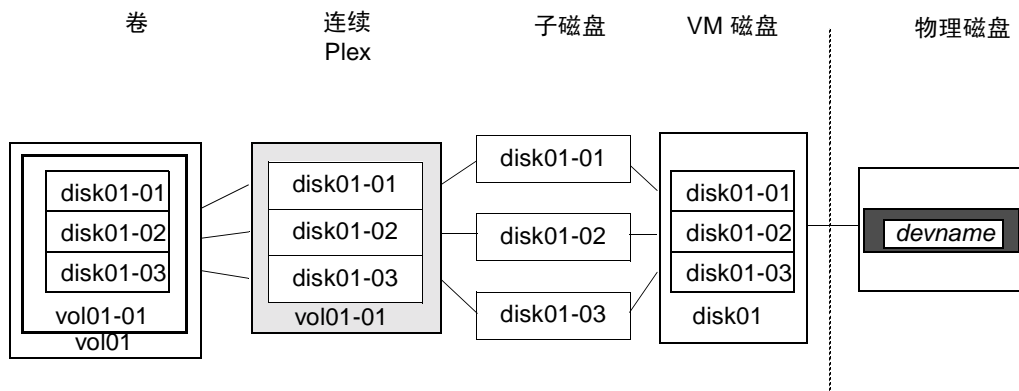 卷
连续
Plex
子磁盘
VM 磁盘
物理磁盘
disk01-01
disk01-02
disk01-03
vol01-01
vol01
disk01-01
disk01-02
disk01-03
vol01-01
disk01-01
disk01-02
disk01-03
disk01-01
disk01-02
disk01-03
disk01
devname